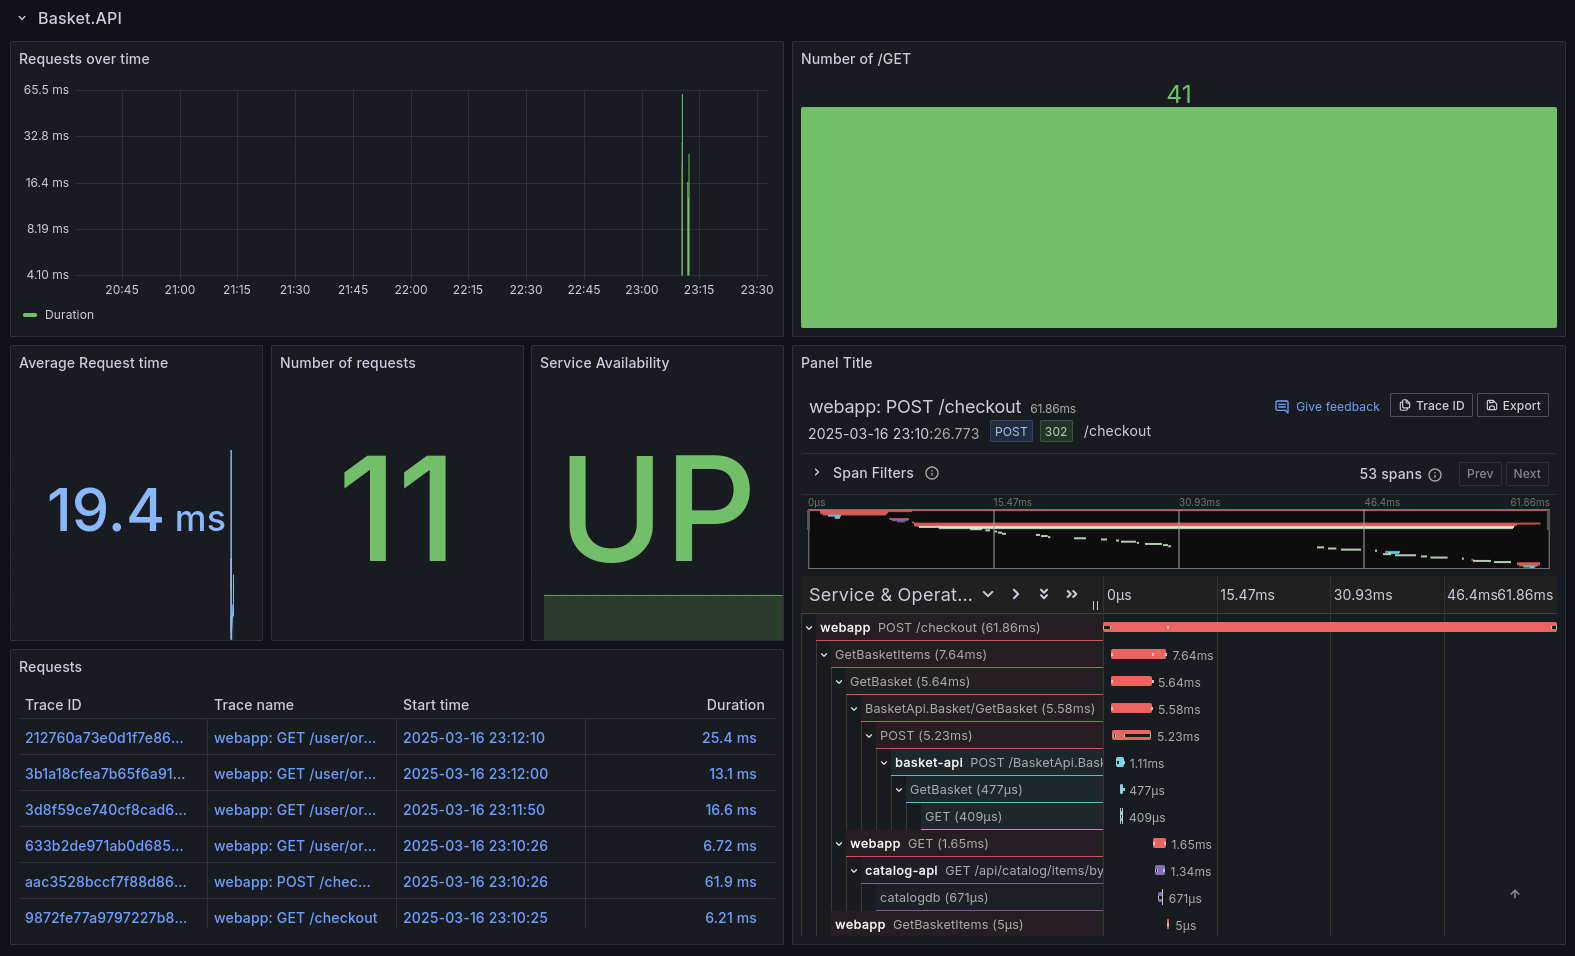 Basket.API
Requests over time
65.5 ms
32.8 ms
16.4 ms
8.19 ms
4.10 ms
20:45 21:00 21:15 21:30 21:45 22:00 22:15 22:30 22:45 23:00 23:15 23:30
Duration
Number of /GET
41
Average Request time
19.4 ms
Number of requests
11
Service Availability
UP
Requests
Trace ID Trace name Start time Duration
212760a73e0d1f7e86... webapp: GET /user/or... 2025-03-16 23:12:10 25.4 ms
3b1a18cfea7b65f6a91... webapp: GET /user/or... 2025-03-16 23:12:00 13.1 ms
3d8f59ce740cf8cad6... webapp: GET /user/or... 2025-03-16 23:11:50 16.6 ms
633b2de971ab0d685... webapp: GET /user/or... 2025-03-16 23:10:26 6.72 ms
aac3528bccf7f88d86... webapp: POST /chec... 2025-03-16 23:10:26 61.9 ms
9872fe77a9797227b8... webapp: GET /checkout 2025-03-16 23:10:25 6.21 ms
Panel Title
webapp: POST /checkout 61.86ms
Give feedback Trace ID Export
2025-03-16 23:10:26.773 POST 302 /checkout
Span Filters 53 spans Prev Next
0μs 15.47ms 30.93ms 46.4ms 61.86ms
Service & Operat... 0μs 15.47ms 30.93ms 46.4ms 61.86ms
webapp POST /checkout (61.86ms)
GetBasketItems (7.64ms) 7.64ms
GetBasket (5.64ms) 5.64ms
BasketApi.Basket/GetBasket (5.58ms) 5.58ms
POST (5.23ms) 5.23ms
basket-api POST /BasketApi.Bask 1.11ms
GetBasket (477μs) 477μs
GET (409μs) 409μs
webapp GET (1.65ms) 1.65ms
catalog-api GET /api/catalog/items/by 1.34ms
catalogdb (671μs) 671μs
webapp GetBasketItems (5μs) 5μs